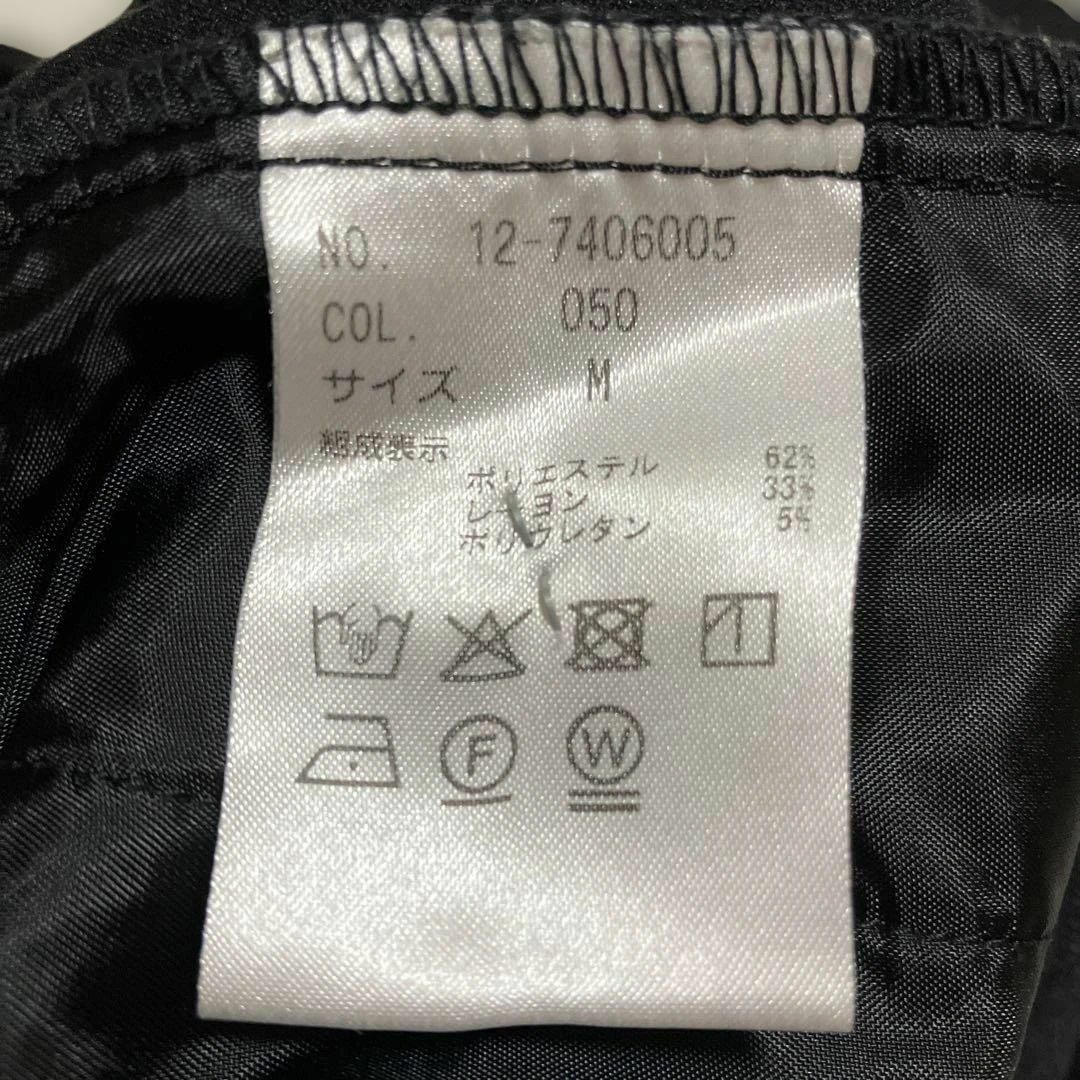 NO. 12-7406005
COL. 050
サイズ M
組成表示
ポリエステル 62%
レーヨン 33%
ポリウレタン 5%
F
W